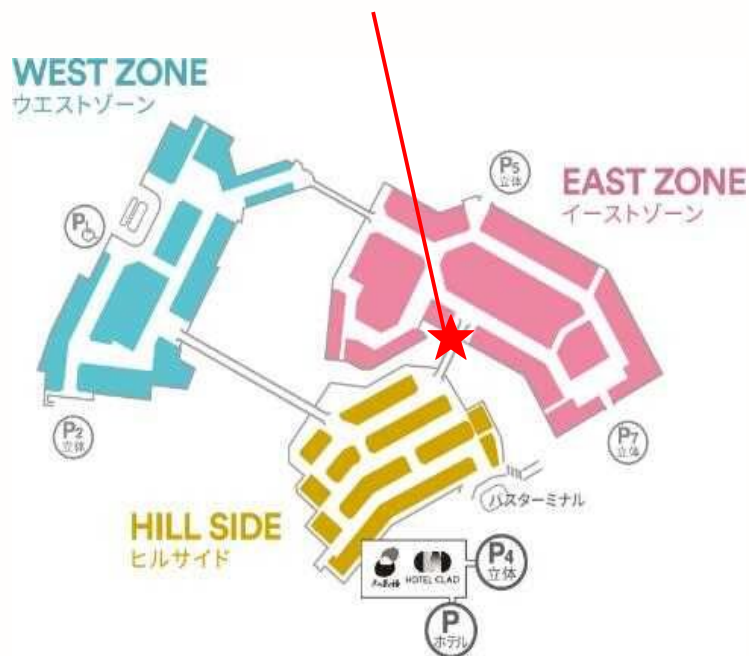 WEST ZONE
ウエストゾーン
P1
P5
立体
EAST ZONE
イーストゾーン
P2
立体
P7
立体
バスターミナル
HILL SIDE
ヒルサイド
HOTEL CLAD
P4
立体
P
ホテル